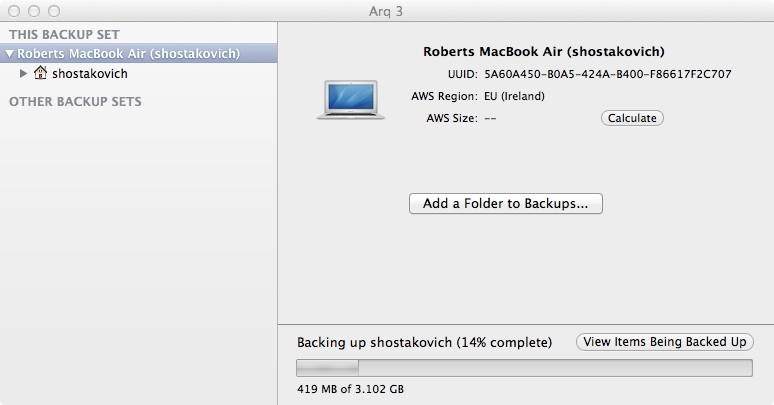 Arq 3
THIS BACKUP SET
Roberts MacBook Air (shostakovich)
shostakovich
OTHER BACKUP SETS
Roberts MacBook Air (shostakovich)
UUID: 5A60A450-B0A5-424A-B400-F86617F2C707
AWS Region: EU (Ireland)
AWS Size: -- Calculate
Add a Folder to Backups...
Backing up shostakovich (14% complete) View Items Being Backed Up
419 MB of 3.102 GB